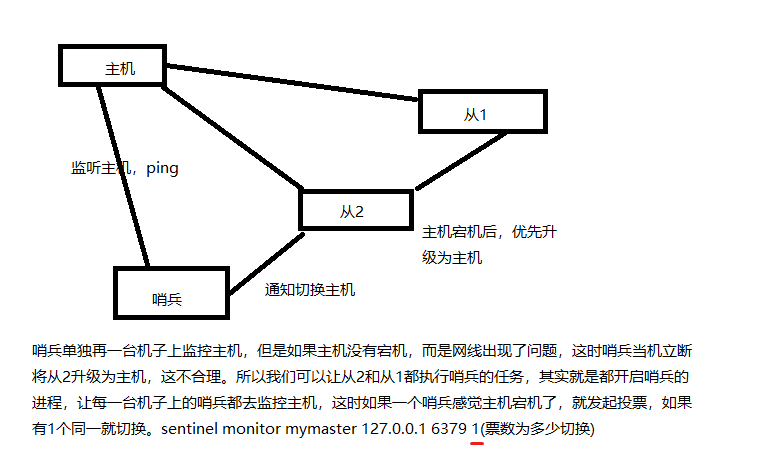 主机
从1
监听主机，ping
从2
主机宕机后，优先升
级为主机
哨兵
通知切换主机
哨兵单独再一台机子上监控主机，但是如果主机没有宕机，而是网线出现了问题，这时哨兵当机立断
将从2升级为主机，这不合理。所以我们可以让从2和从1都执行哨兵的任务，其实就是都开启哨兵的
进程，让每一台机子上的哨兵都去监控主机，这时如果一个哨兵感觉主机宕机了，就发起投票，如果
有1个同一就切换。sentinel monitor mymaster 127.0.0.1 6379 1(票数为多少切换)